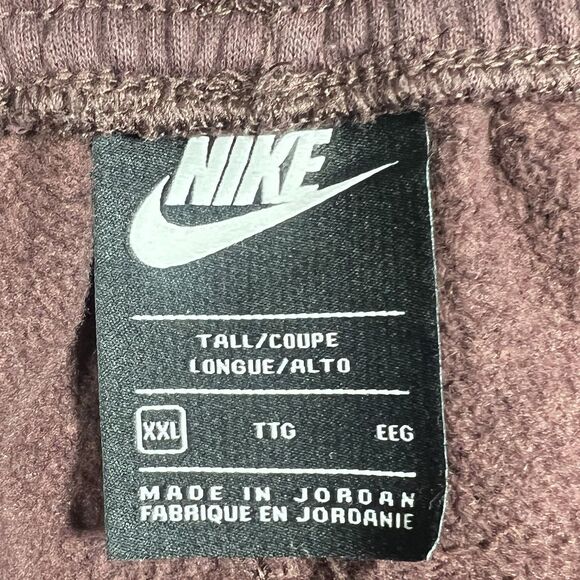 NIKE
TALL/COUPE
LONGUE/ALTO
XXL TTG EEG
MADE IN JORDAN
FABRIQUE EN JORDANIE